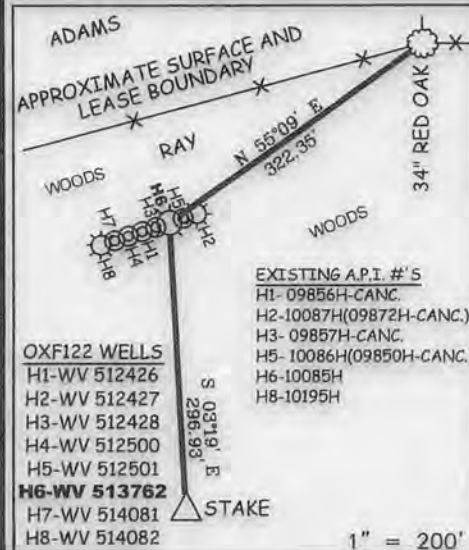 ADAMS
APPROXIMATE SURFACE AND
LEASE BOUNDARY
RAY
N 55°09' E
322.35'
34" RED OAK
WOODS
WOODS
H7
H8
H4
H3
H1
H6
H5
H2
EXISTING A.P.I. #'S
H1- 09856H-CANC.
H2-10087H(09872H-CANC.)
H3- 09857H-CANC.
H5- 10086H(09850H-CANC.)
H6-10085H
H8-10195H
OXF122 WELLS
H1-WV 512426
H2-WV 512427
H3-WV 512428
H4-WV 512500
H5-WV 512501
H6-WV 513762
H7-WV 514081
H8-WV 514082
S 03°19' E
296.93'
STAKE
1" = 200'